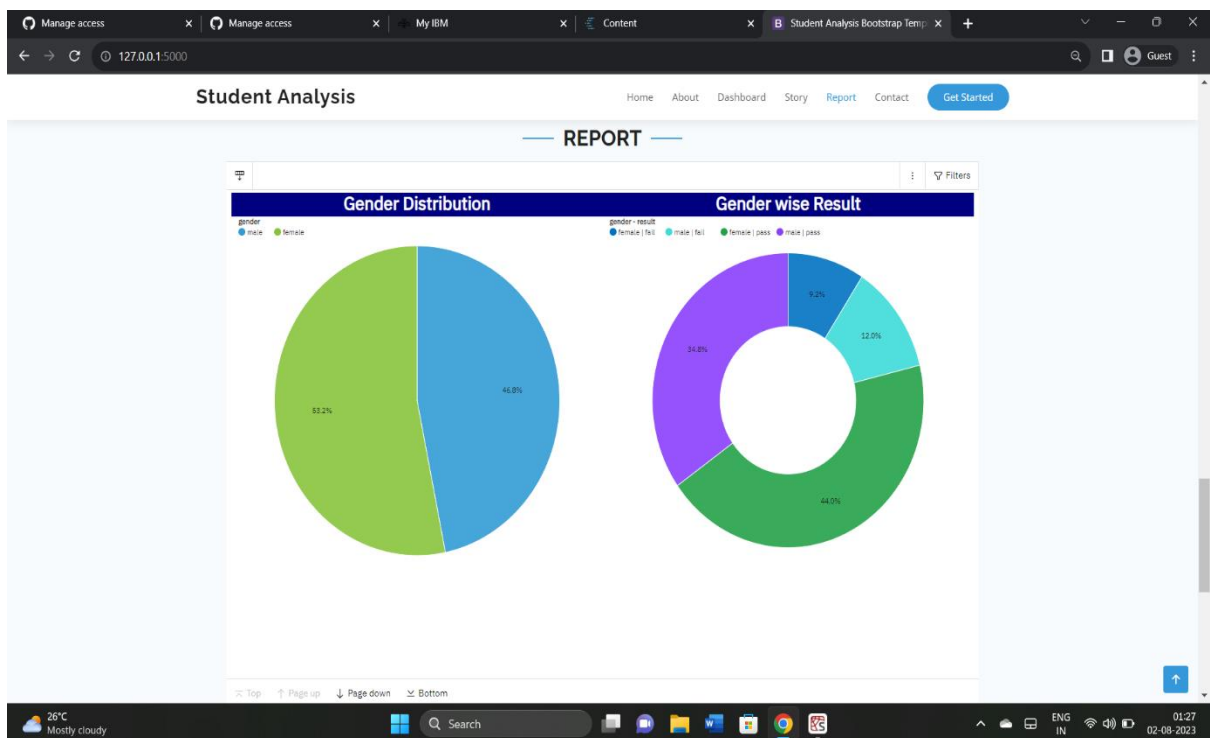 Manage access
Manage access
My IBM
Content
Student Analysis Bootstrap Temp
127.0.0.1:5000
Guest
Student Analysis
Home About Dashboard Story Report Contact Get Started
REPORT
Filters
Gender Distribution
gender
male female
53.2%
46.8%
Gender wise Result
gender - result
female | fail male | fail female | pass male | pass
9.2%
12.0%
34.8%
Top Page up Page down Bottom
26°C
Mostly cloudy
Search
ENG
IN
01:27
02-08-2023